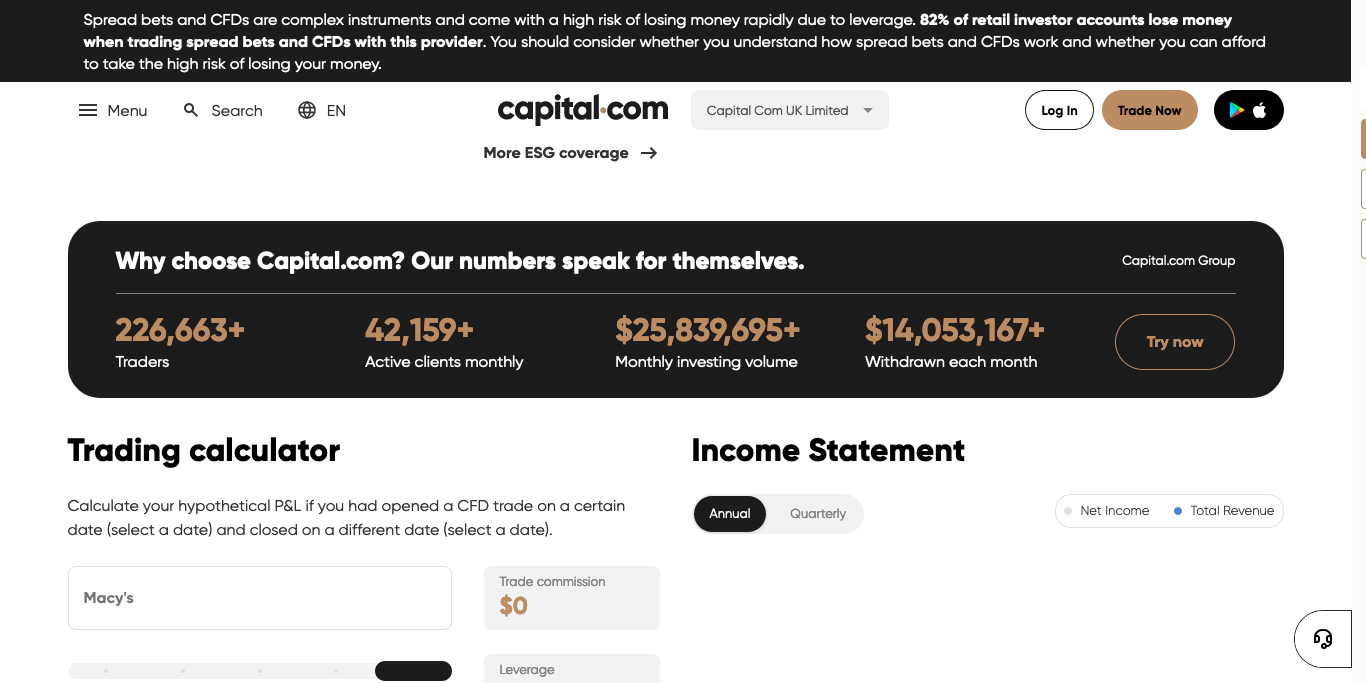 Spread bets and CFDs are complex instruments and come with a high risk of losing money rapidly due to leverage. 82% of retail investor accounts lose money
when trading spread bets and CFDs with this provider. You should consider whether you understand how spread bets and CFDs work and whether you can afford
to take the high risk of losing your money.
Menu
Search
EN
capital.com
Capital Com UK Limited
Log In
Trade Now
More ESG coverage
Why choose Capital.com? Our numbers speak for themselves.
Capital.com Group
226,663+
Traders
42,159+
Active clients monthly
$25,839,695+
Monthly investing volume
$14,053,167+
Withdrawn each month
Try now
Trading calculator
Calculate your hypothetical P&L if you had opened a CFD trade on a certain
date (select a date) and closed on a different date (select a date).
Macy's
Trade commission
$0
Leverage
Income Statement
Annual
Quarterly
Net Income
Total Revenue